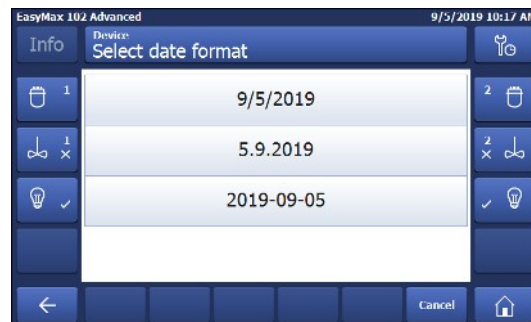 EasyMax 102 Advanced 9/5/2019 10:17 AM
Info
Device
Select date format
1
9/5/2019
2
1
5.9.2019
2
2019-09-05
Cancel